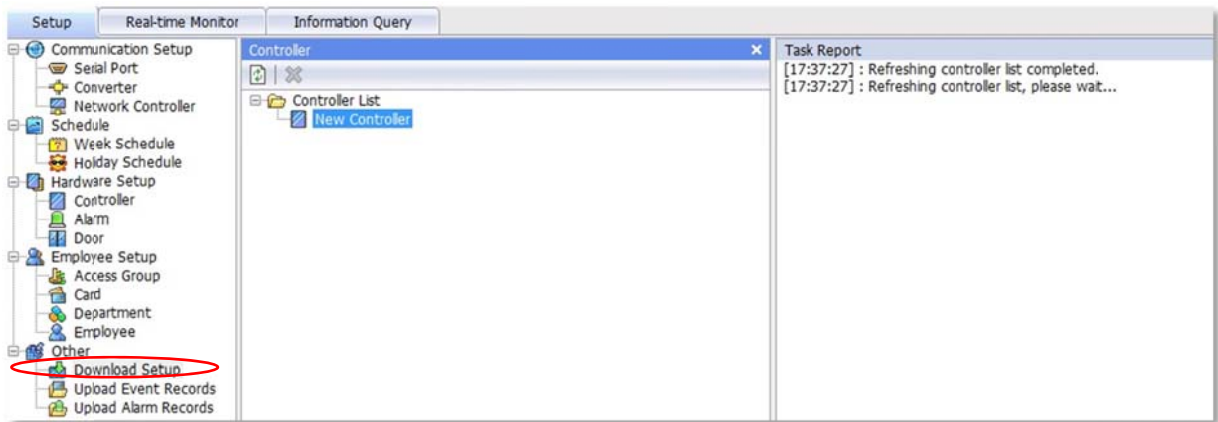 Setup
Real-time Monitor
Information Query
Communication Setup
Serial Port
Converter
Network Controller
Schedule
Week Schedule
Holiday Schedule
Hardware Setup
Controller
Alarm
Door
Employee Setup
Access Group
Card
Department
Employee
Other
Download Setup
Upload Event Records
Upload Alarm Records
Controller
Controller List
New Controller
Task Report
[17:37:27] : Refreshing controller list completed.
[17:37:27] : Refreshing controller list, please wait...